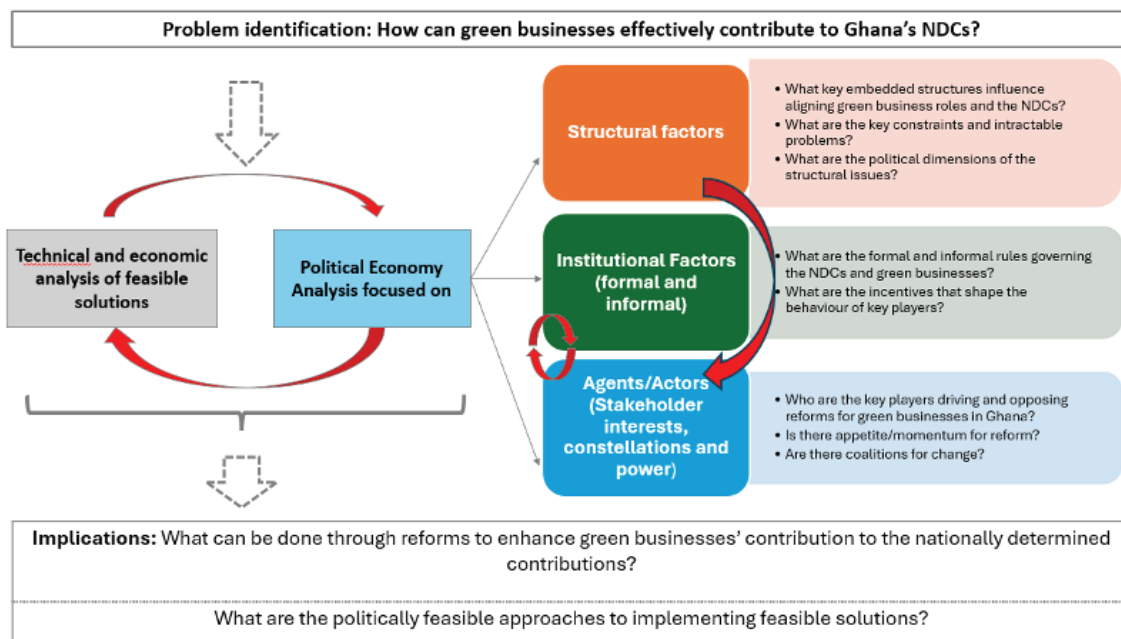 Problem identification: How can green businesses effectively contribute to Ghana's NDCs?
Technical and economic
analysis of feasible
solutions
Political Economy
Analysis focused on
Structural factors
• What key embedded structures influence
aligning green business roles and the NDCs?
• What are the key constraints and intractable
problems?
• What are the political dimensions of the
structural issues?
Institutional Factors
(formal and
informal)
• What are the formal and informal rules governing
the NDCs and green businesses?
• What are the incentives that shape the
behaviour of key players?
Agents/Actors
(Stakeholder
interests,
constellations and
power)
• Who are the key players driving and opposing
reforms for green businesses in Ghana?
• Is there appetite/momentum for reform?
• Are there coalitions for change?
Implications: What can be done through reforms to enhance green businesses' contribution to the nationally determined
contributions?
What are the politically feasible approaches to implementing feasible solutions?